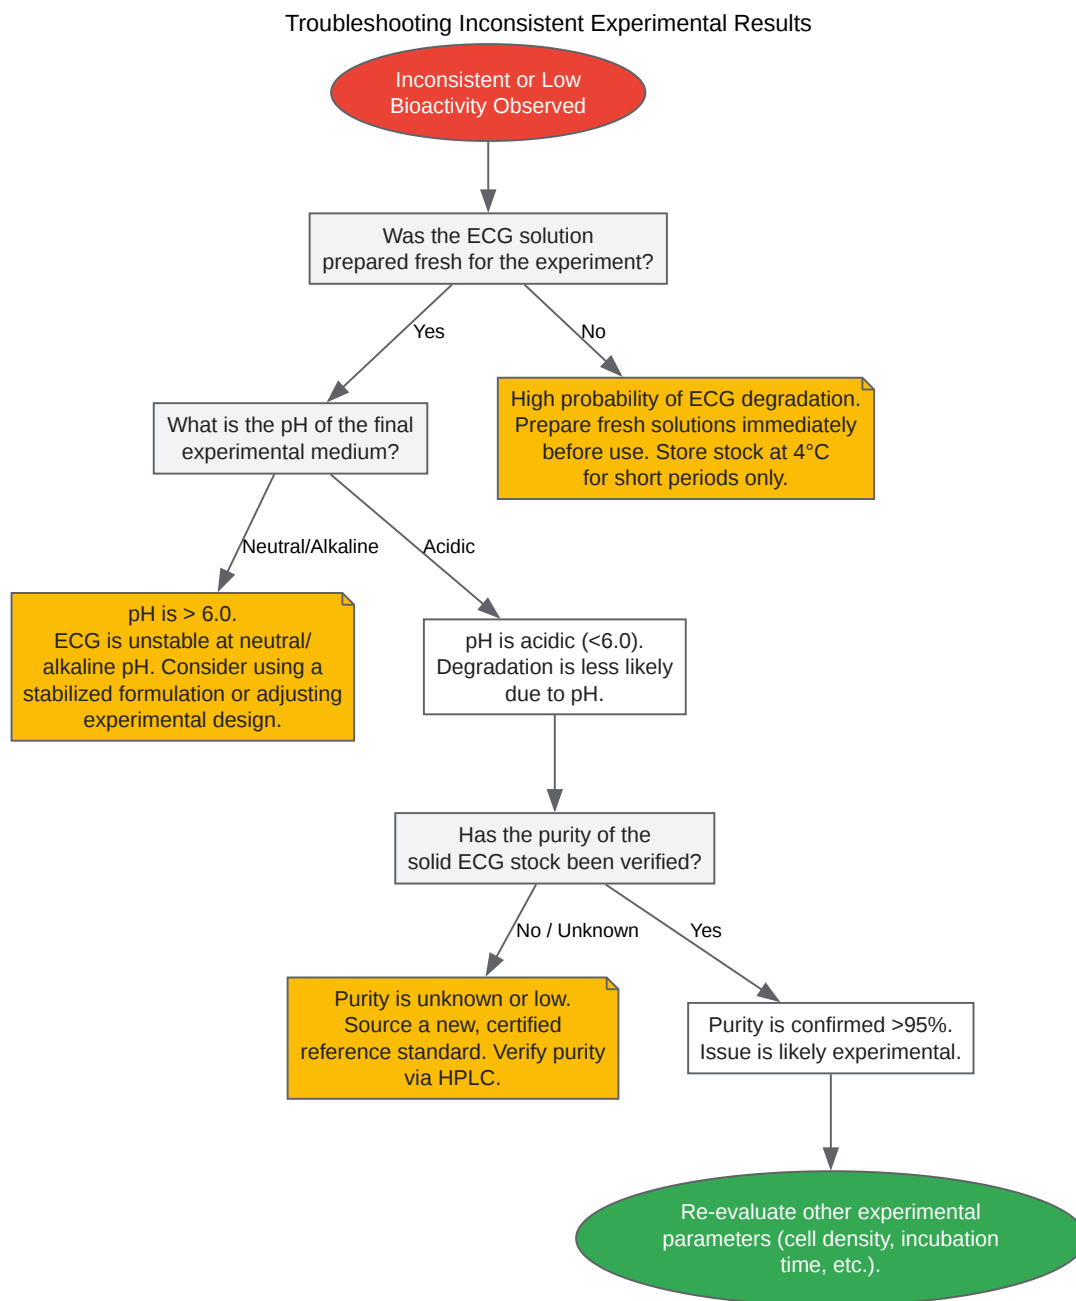 Troubleshooting Inconsistent Experimental Results
Inconsistent or Low
Bioactivity Observed
Was the ECG solution
prepared fresh for the experiment?
Yes
No
What is the pH of the final
experimental medium?
High probability of ECG degradation.
Prepare fresh solutions immediately
before use. Store stock at 4°C
for short periods only.
Neutral/Alkaline
Acidic
pH is > 6.0.
ECG is unstable at neutral/
alkaline pH. Consider using a
stabilized formulation or adjusting
experimental design.
pH is acidic (<6.0).
Degradation is less likely
due to pH.
Has the purity of the
solid ECG stock been verified?
No / Unknown
Yes
Purity is unknown or low.
Source a new, certified
reference standard. Verify purity
via HPLC.
Purity is confirmed >95%.
Issue is likely experimental.
Re-evaluate other experimental
parameters (cell density, incubation
time, etc.).